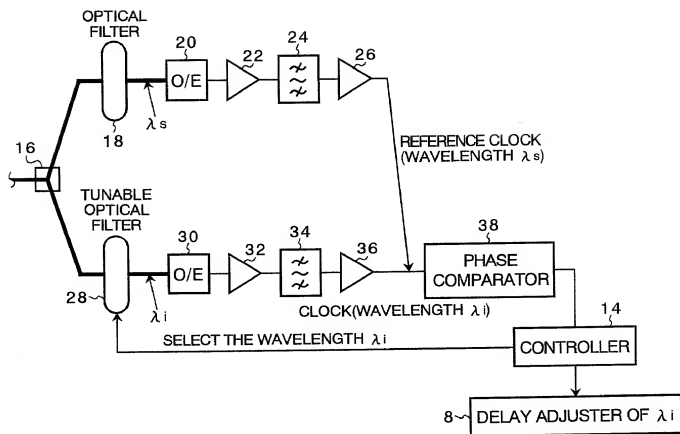 OPTICAL
FILTER
20
22
24
26
O/E
λs
18
16
REFERENCE CLOCK
(WAVELENGTH λs)
TUNABLE
OPTICAL
FILTER
30
32
34
36
38
O/E
PHASE
COMPARATOR
28
λi
CLOCK(WAVELENGTH λi)
14
SELECT THE WAVELENGTH λi
CONTROLLER
8
DELAY ADJUSTER OF λi